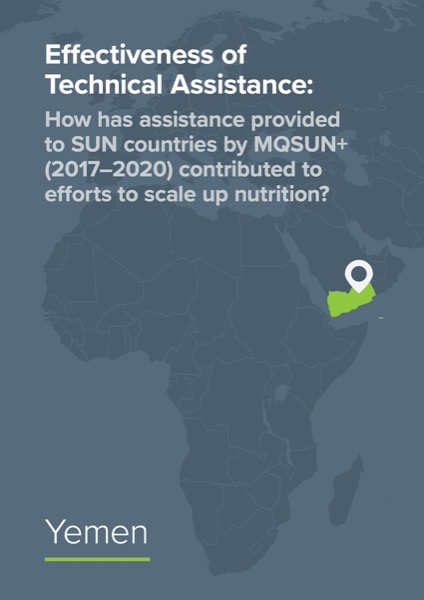 Effectiveness of
Technical Assistance:
How has assistance provided
to SUN countries by MQSUN+
(2017–2020) contributed to
efforts to scale up nutrition?
Yemen